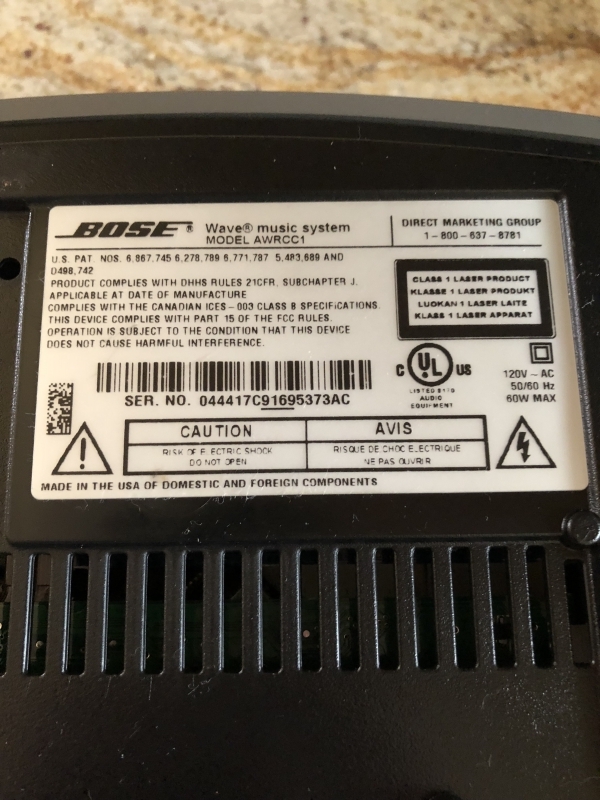 BOSE® Wave® music system
MODEL AWRCC1
DIRECT MARKETING GROUP
1-800-637-8781
U.S. PAT NOS. 6,867,745 6,278,789 6,771,787 5,483,689 AND
D498,742
PRODUCT COMPLIES WITH DHHS RULES 21CFR, SUBCHAPTER J.
APPLICABLE AT DATE OF MANUFACTURE
COMPLIES WITH THE CANADIAN ICES-003 CLASS B SPECIFICATIONS.
THIS DEVICE COMPLIES WITH PART 15 OF THE FCC RULES.
OPERATION IS SUBJECT TO THE CONDITION THAT THIS DEVICE
DOES NOT CAUSE HARMFUL INTERFERENCE.
CLASS 1 LASER PRODUCT
KLASSE 1 LASER PRODUKT
LUOKAN 1 LASER LAITE
KLASS 1 LASER APPARAT
C UL US
LISTED 311G
AUDIO
EQUIPMENT
120V ~ AC
50/60 Hz
60W MAX
SER. NO. 044417C91695373AC
CAUTION
RISK OF ELECTRIC SHOCK
DO NOT OPEN
AVIS
RISQUE DE CHOC ELECTRIQUE
NE PAS OUVRIR
MADE IN THE USA OF DOMESTIC AND FOREIGN COMPONENTS